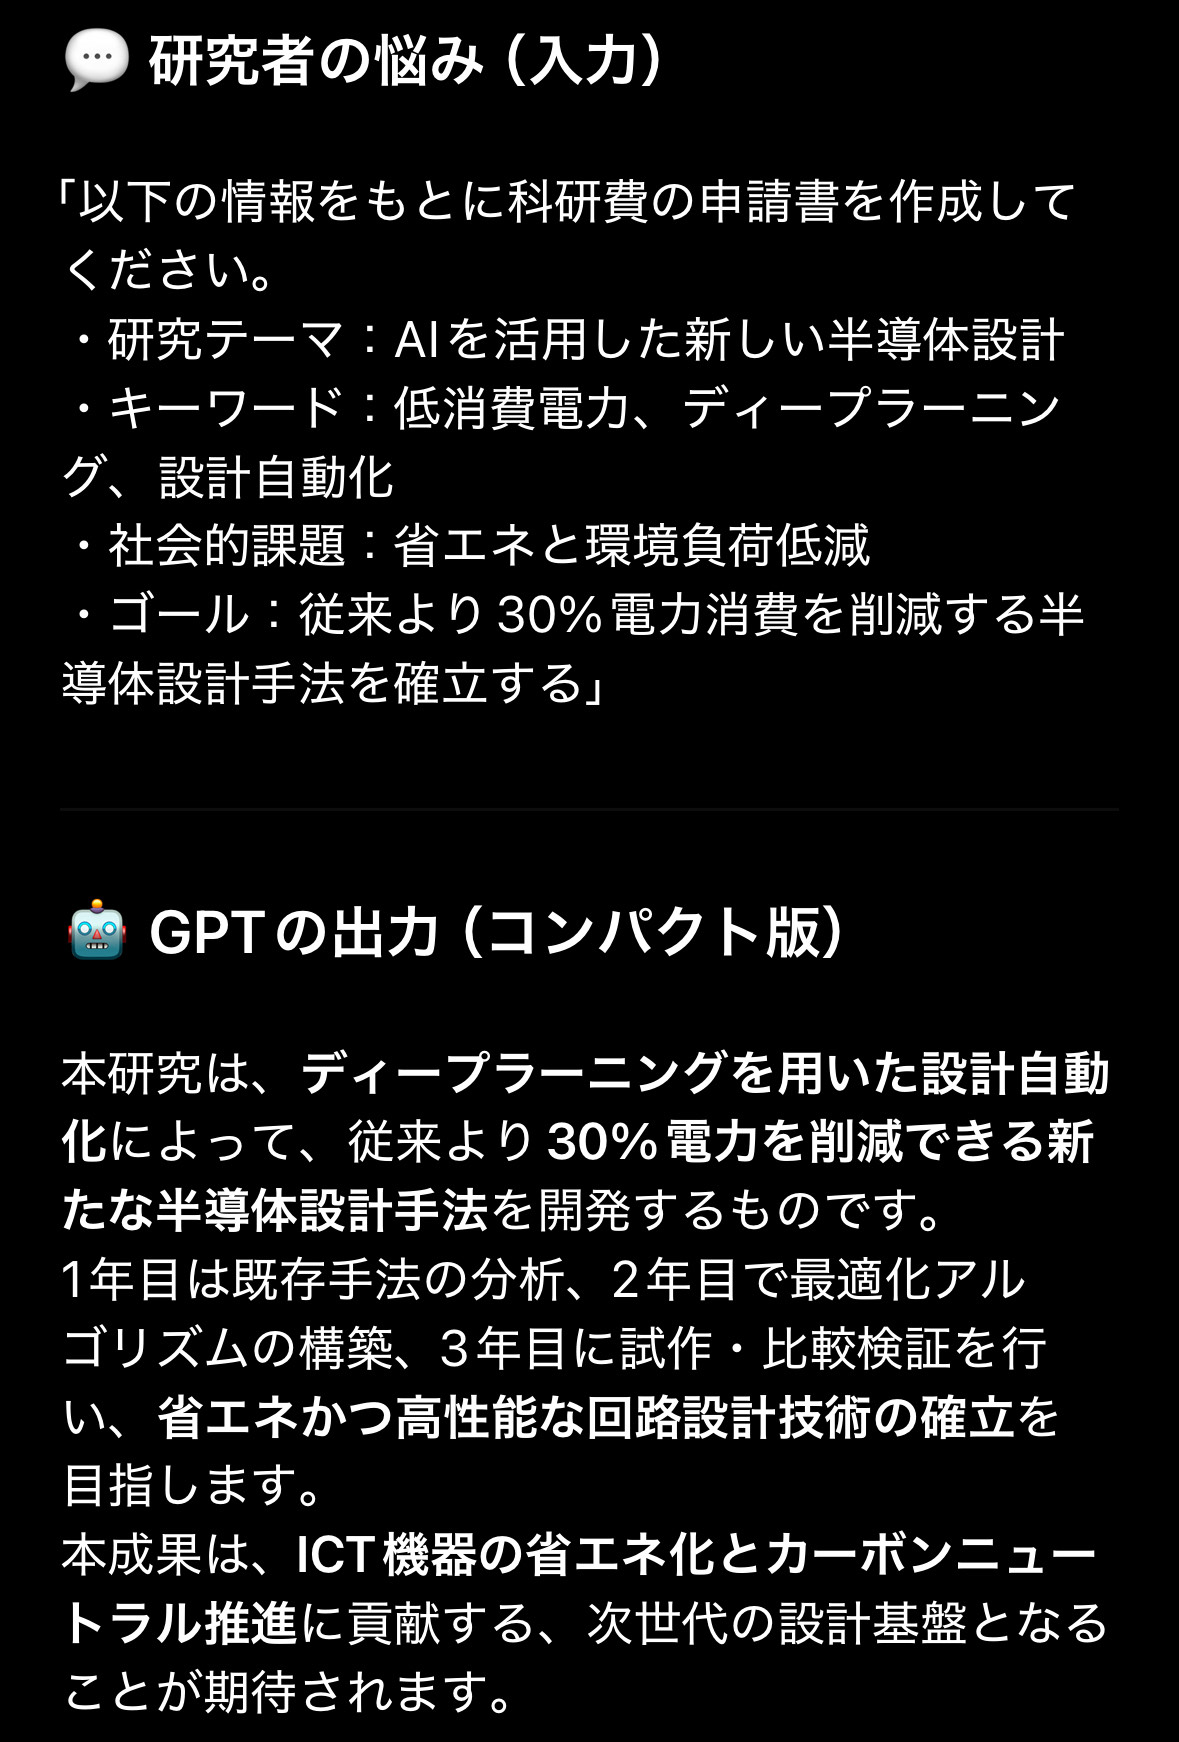 💬 研究者の悩み（入力）
「以下の情報をもとに科研費の申請書を作成して
ください。
・研究テーマ：AIを活用した新しい半導体設計
・キーワード：低消費電力、ディープラーニン
グ、設計自動化
・社会的課題：省エネと環境負荷低減
・ゴール：従来より30%電力消費を削減する半
導体設計手法を確立する」
🤖 GPTの出力（コンパクト版）
本研究は、ディープラーニングを用いた設計自動
化によって、従来より30%電力を削減できる新
たな半導体設計手法を開発するものです。
1年目は既存手法の分析、2年目で最適化アル
ゴリズムの構築、3年目に試作・比較検証を行
い、省エネかつ高性能な回路設計技術の確立を
目指します。
本成果は、ICT機器の省エネ化とカーボンニュー
トラル推進に貢献する、次世代の設計基盤となる
ことが期待されます。